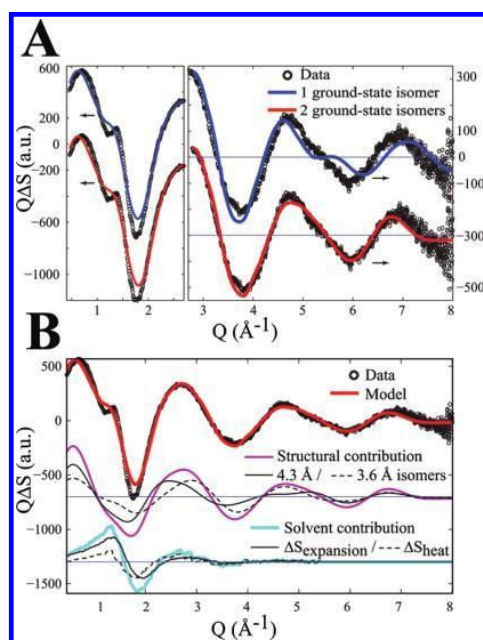 A
600
400
200
0
−200
−400
−600
−1000
QΔS (a.u.)
1 2
Data
1 ground-state isomer
2 ground-state isomers
300
100
0
−100
−300
−500
3 4 5 6 7 8
Q (Å⁻¹)
B
500
0
−500
−1000
−1500
QΔS (a.u.)
Data
Model
Structural contribution
4.3 Å / 3.6 Å isomers
Solvent contribution
ΔSexpansion / ΔSheat
1 2 3 4 5 6 7 8
Q (Å⁻¹)